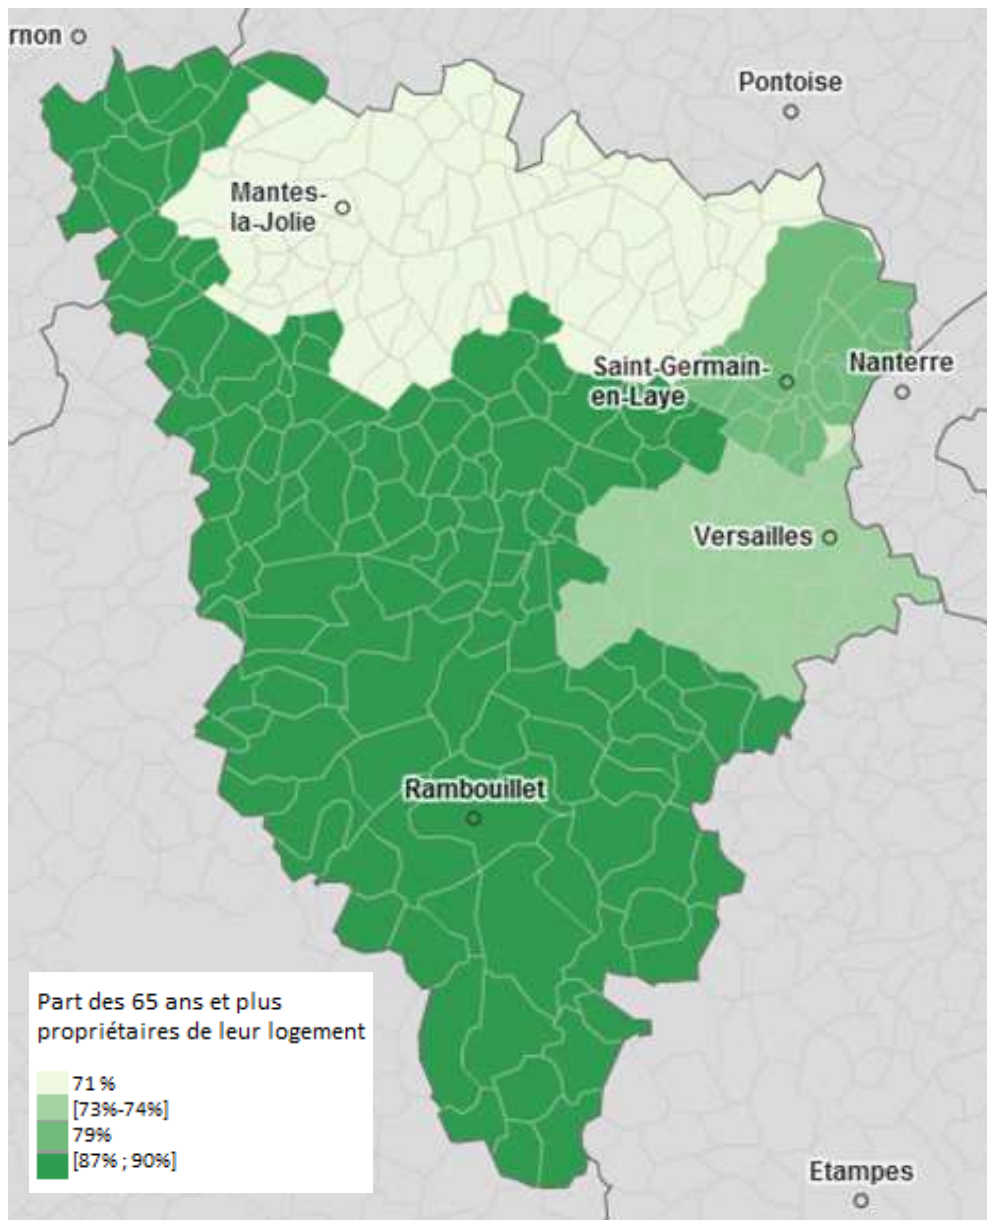 rnon
Pontoise
Mantes-
la-Jolie
Saint-Germain-
en-Laye
Nanterre
Versailles
Rambouillet
Part des 65 ans et plus
propriétaires de leur logement
71 %
[73%-74%]
79%
[87% ; 90%]
Etampes